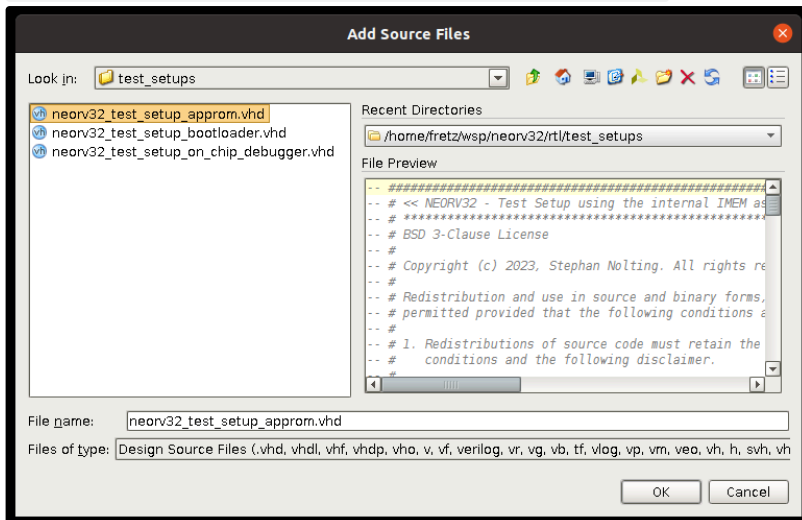 Add Source Files
Look in: test_setups
neorv32_test_setup_approm.vhd
neorv32_test_setup_bootloader.vhd
neorv32_test_setup_on_chip_debugger.vhd
Recent Directories
/home/fretz/wsp/neorv32/rtl/test_setups
File Preview
-- ####################################################
-- # << NEORV32 - Test Setup using the internal IMEM as
-- # **************************************************
-- # BSD 3-Clause License
-- #
-- # Copyright (c) 2023, Stephan Nolting. All rights re
-- #
-- # Redistribution and use in source and binary forms,
-- # permitted provided that the following conditions a
-- #
-- # 1. Redistributions of source code must retain the
-- #    conditions and the following disclaimer.
-- #
File name: neorv32_test_setup_approm.vhd
Files of type: Design Source Files (.vhd, vhdl, vhf, vhdp, vho, v, vf, verilog, vr, vg, vb, tf, vlog, vp, vm, veo, vh, h, svh, vh
OK Cancel